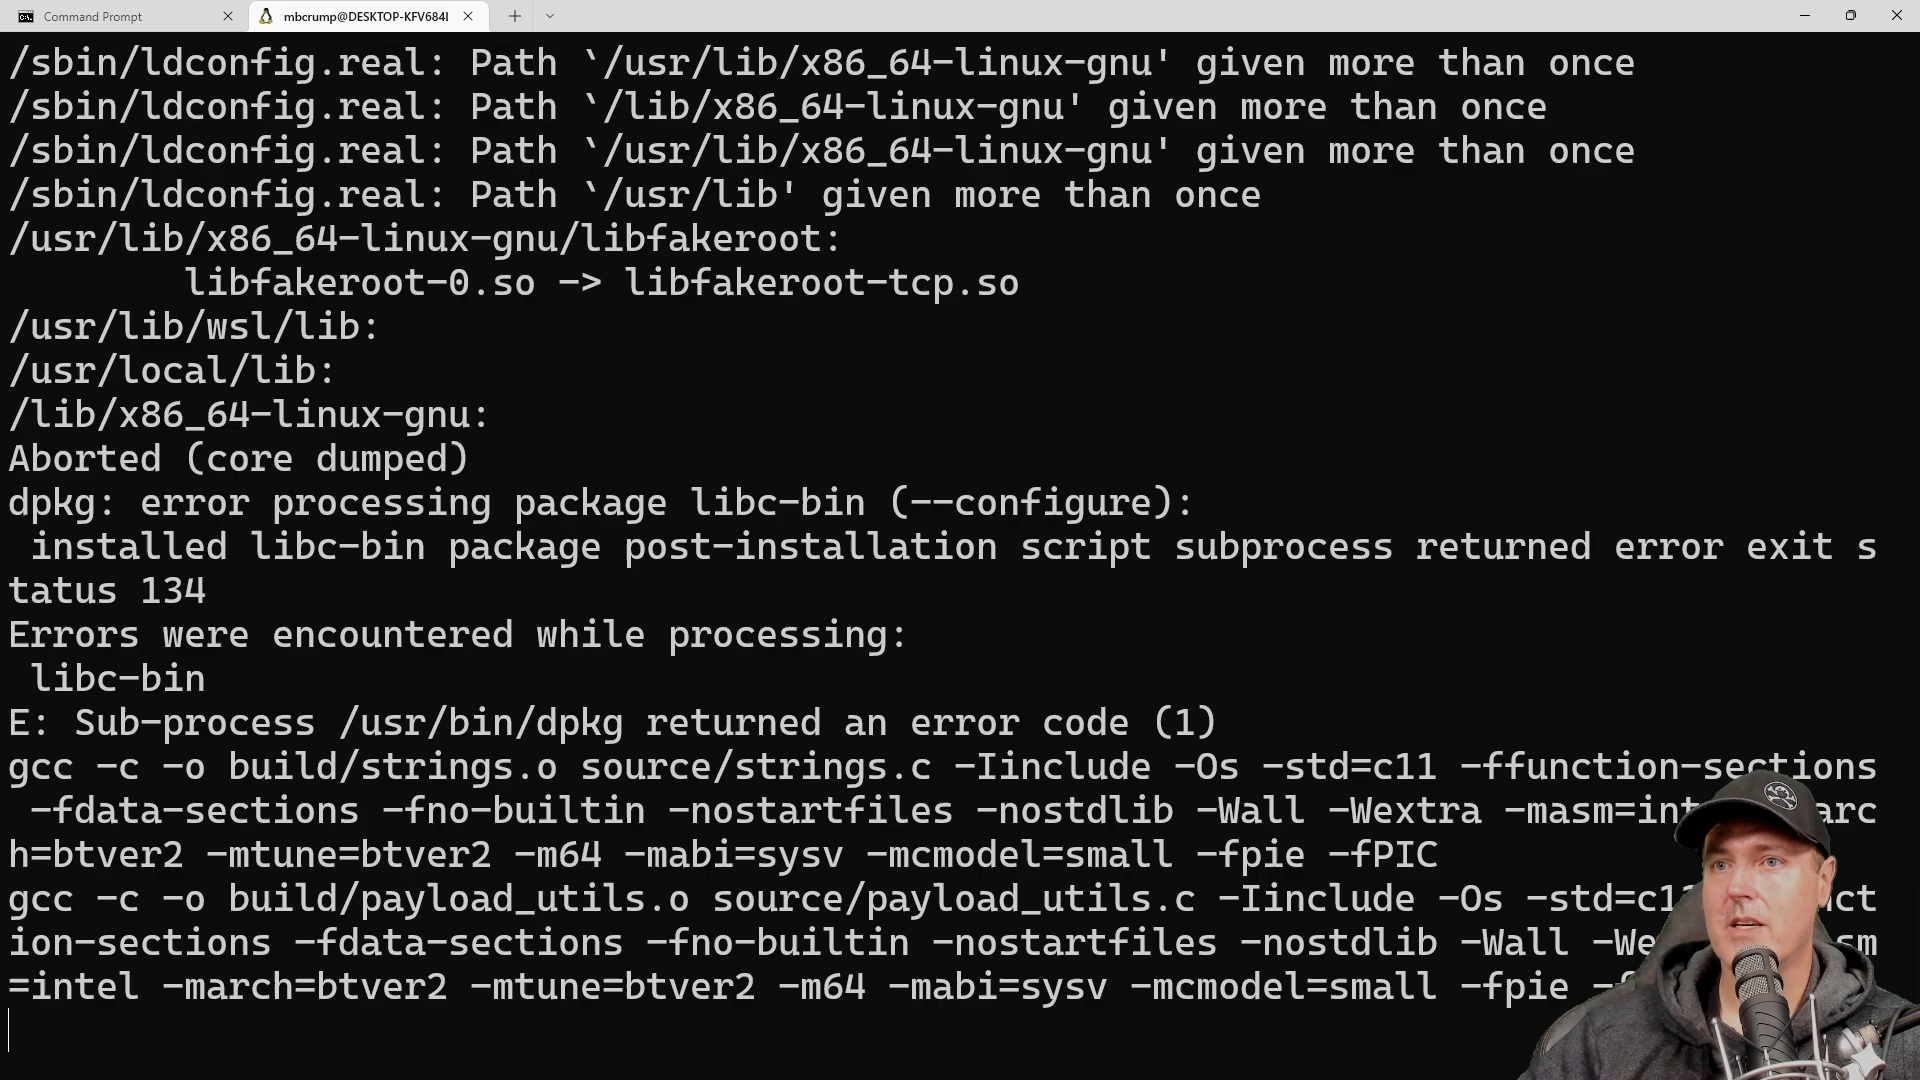 Command Prompt
mbcrump@DESKTOP-KFV684I
/sbin/ldconfig.real: Path `/usr/lib/x86_64-linux-gnu' given more than once
/sbin/ldconfig.real: Path `/lib/x86_64-linux-gnu' given more than once
/sbin/ldconfig.real: Path `/usr/lib/x86_64-linux-gnu' given more than once
/sbin/ldconfig.real: Path `/usr/lib' given more than once
/usr/lib/x86_64-linux-gnu/libfakeroot:
libfakeroot-0.so -> libfakeroot-tcp.so
/usr/lib/wsl/lib:
/usr/local/lib:
/lib/x86_64-linux-gnu:
Aborted (core dumped)
dpkg: error processing package libc-bin (--configure):
installed libc-bin package post-installation script subprocess returned error exit s
tatus 134
Errors were encountered while processing:
libc-bin
E: Sub-process /usr/bin/dpkg returned an error code (1)
gcc -c -o build/strings.o source/strings.c -Iinclude -Os -std=c11 -ffunction-sections
-fdata-sections -fno-builtin -nostartfiles -nostdlib -Wall -Wextra -masm=int arc
h=btver2 -mtune=btver2 -m64 -mabi=sysv -mcmodel=small -fpie -fPIC
gcc -c -o build/payload_utils.o source/payload_utils.c -Iinclude -Os -std=c11 ct
ion-sections -fdata-sections -fno-builtin -nostartfiles -nostdlib -Wall -We sm
=intel -march=btver2 -mtune=btver2 -m64 -mabi=sysv -mcmodel=small -fpie